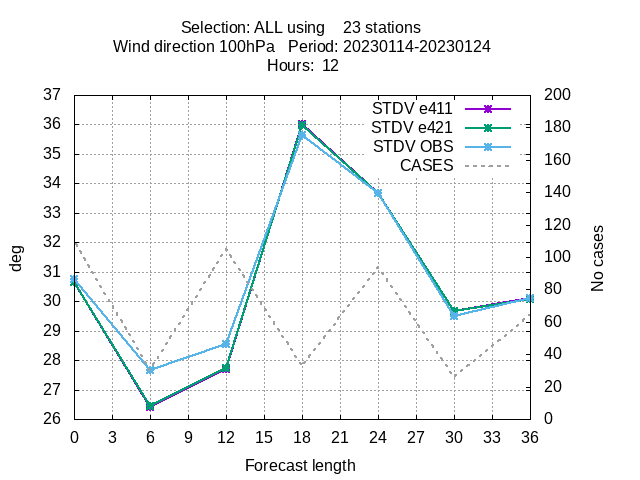 Selection: ALL using    23 stations
Wind direction 100hPa   Period: 20230114-20230124
Hours:  12
STDV e411
STDV e421
STDV OBS
CASES
deg
37
36
35
34
33
32
31
30
29
28
27
26
200
180
160
140
120
100
80
60
40
20
0
No cases
0 3 6 9 12 15 18 21 24 27 30 33 36
Forecast length